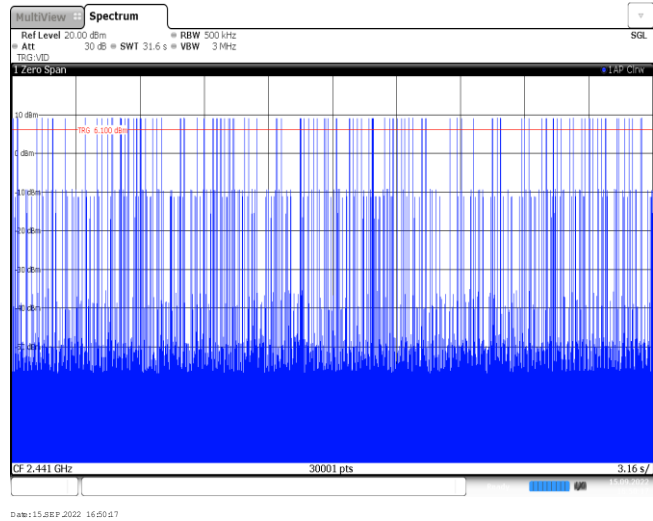 MultiView Spectrum
Ref Level 20.00 dBm RBW 500 kHz SGL
Att 30 dB SWT 31.6 s VBW 3 MHz
TRG:VID
1 Zero Span 1AP Clrw
10 dBm
TRG 6.100 dBm
0 dBm
-10 dBm
-20 dBm
-30 dBm
-40 dBm
-50 dBm
CF 2.441 GHz 30001 pts 3.16 s/
15.09.2022
Date:15.SEP.2022 16:50:17